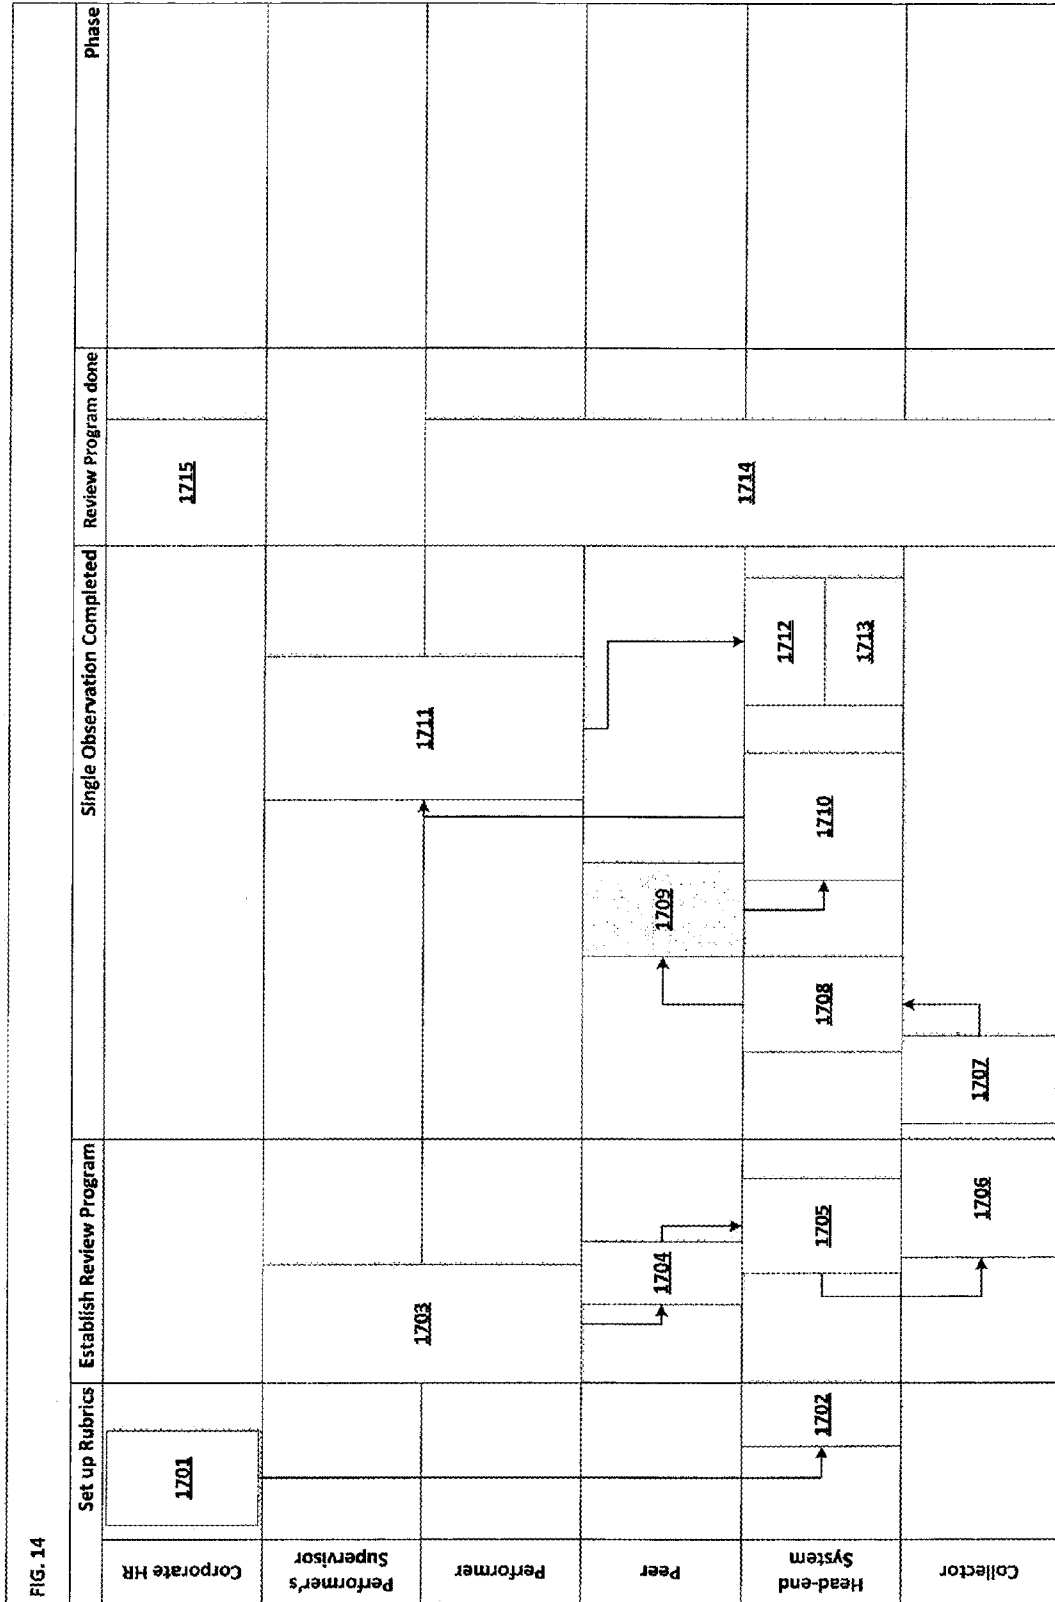 FIG. 14
Set up Rubrics
Establish Review Program
Single Observation Completed
Review Program done
Phase
Corporate HR
1701
1715
Performer's
Supervisor
Performer
1703
1711
Peer
1704
1709
1714
Head-end
System
1702
1705
1708
1710
1712
1713
Collector
1706
1707